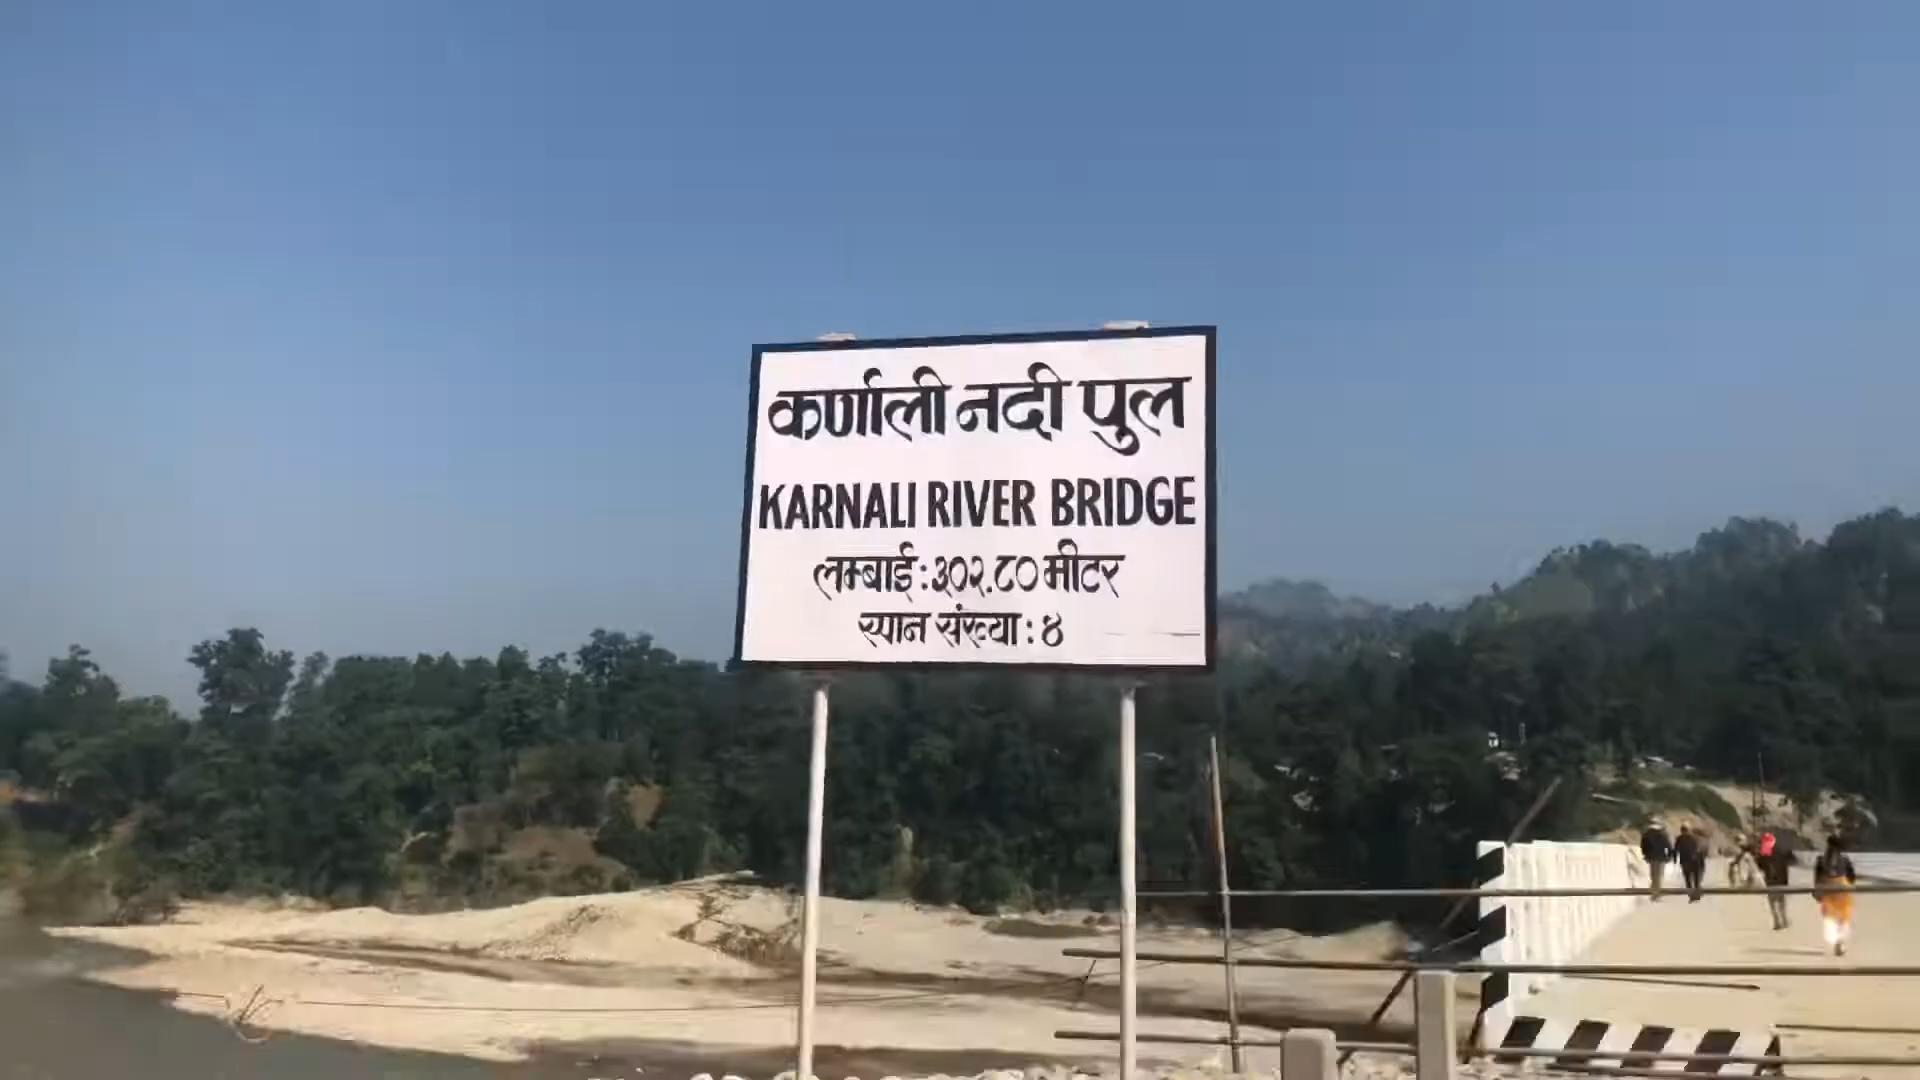 कर्णाली नदी पुल
KARNALI RIVER BRIDGE
लम्बाई : ३०२.८० मीटर
स्पान संख्या : ४